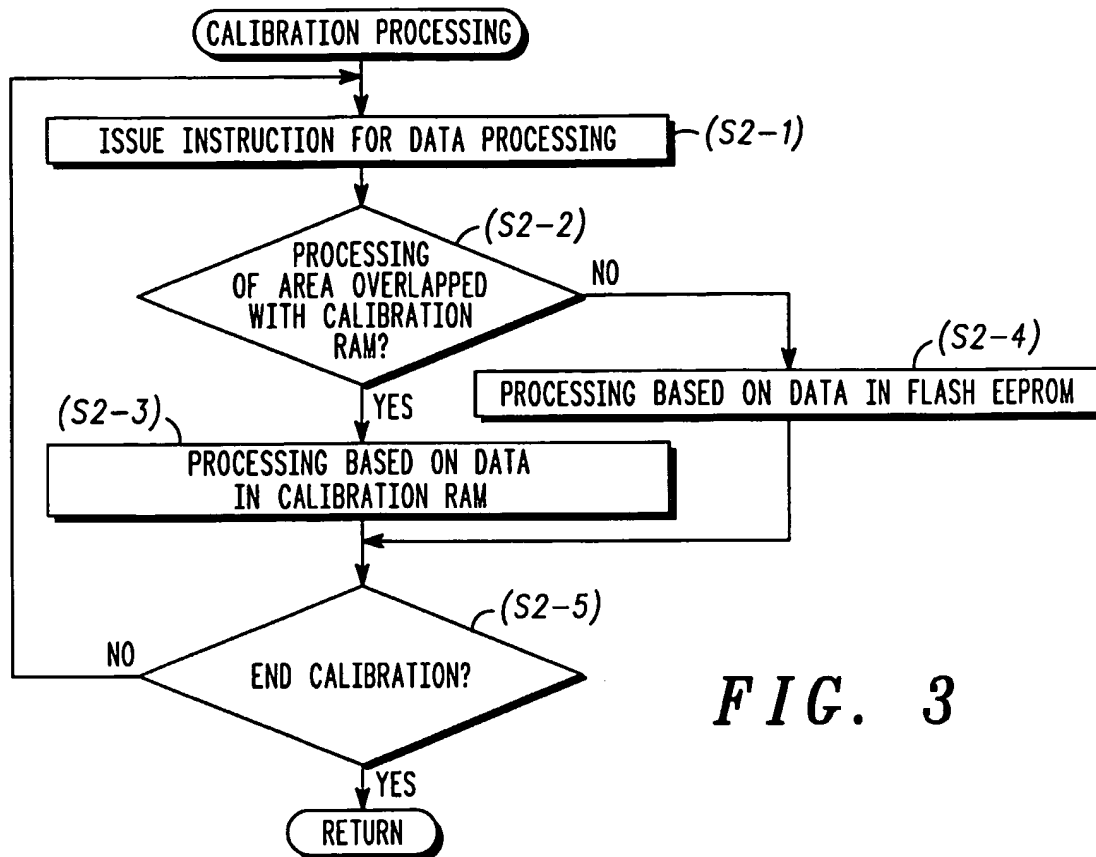 CALIBRATION PROCESSING
ISSUE INSTRUCTION FOR DATA PROCESSING
(S2-1)
(S2-2)
PROCESSING
OF AREA OVERLAPPED
WITH CALIBRATION
RAM?
NO
YES
(S2-4)
PROCESSING BASED ON DATA IN FLASH EEPROM
(S2-3)
PROCESSING BASED ON DATA
IN CALIBRATION RAM
(S2-5)
END CALIBRATION?
NO
YES
RETURN
FIG. 3